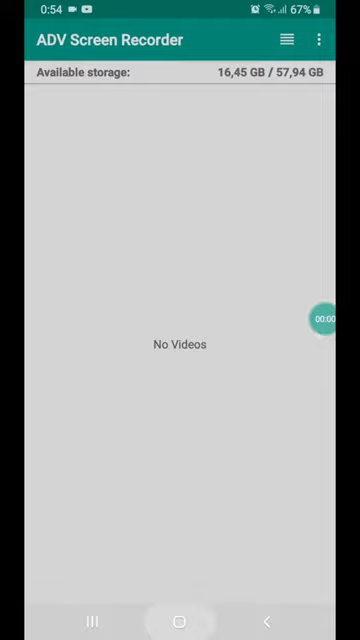 0:54 67%
ADV Screen Recorder
Available storage: 16,45 GB / 57,94 GB
00:00
No Videos